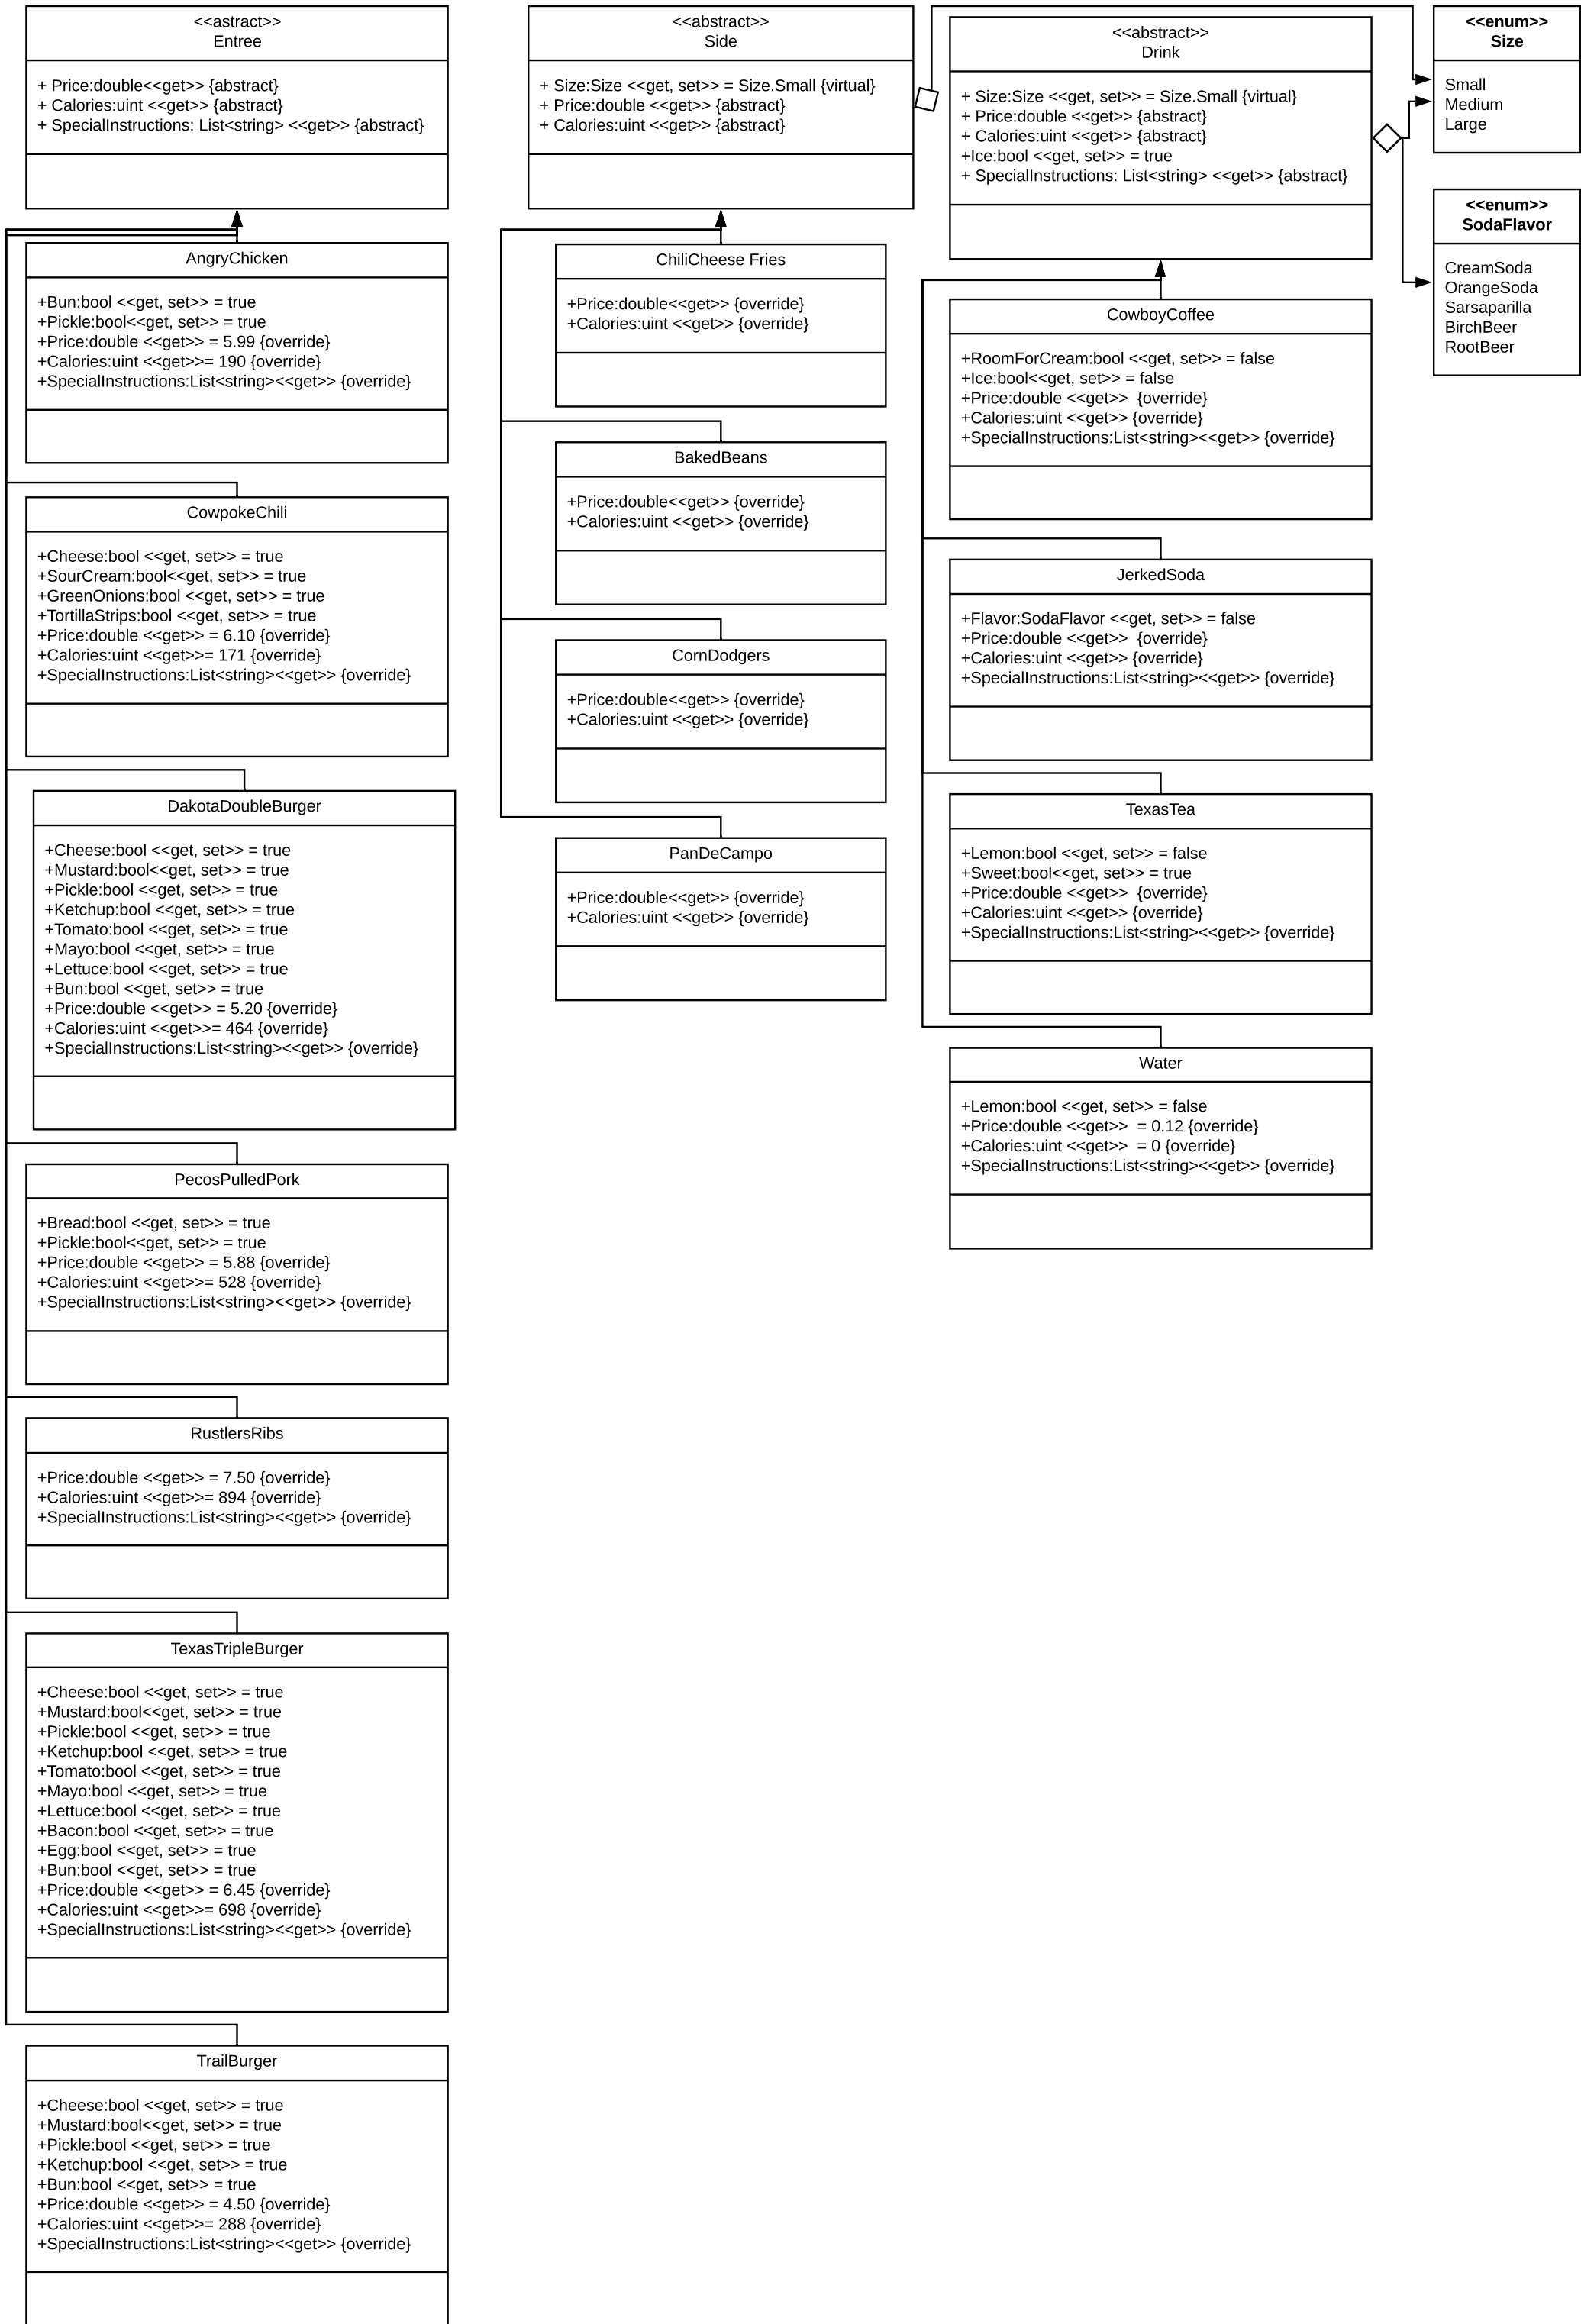 <<astract>>
Entree
+ Price:double<<get>> {abstract}
+ Calories:uint <<get>> {abstract}
+ SpecialInstructions: List<string> <<get>> {abstract}
AngryChicken
+Bun:bool <<get, set>> = true
+Pickle:bool<<get, set>> = true
+Price:double <<get>> = 5.99 {override}
+Calories:uint <<get>>= 190 {override}
+SpecialInstructions:List<string><<get>> {override}
CowpokeChili
+Cheese:bool <<get, set>> = true
+SourCream:bool<<get, set>> = true
+GreenOnions:bool <<get, set>> = true
+TortillaStrips:bool <<get, set>> = true
+Price:double <<get>> = 6.10 {override}
+Calories:uint <<get>>= 171 {override}
+SpecialInstructions:List<string><<get>> {override}
DakotaDoubleBurger
+Cheese:bool <<get, set>> = true
+Mustard:bool<<get, set>> = true
+Pickle:bool <<get, set>> = true
+Ketchup:bool <<get, set>> = true
+Tomato:bool <<get, set>> = true
+Mayo:bool <<get, set>> = true
+Lettuce:bool <<get, set>> = true
+Bun:bool <<get, set>> = true
+Price:double <<get>> = 5.20 {override}
+Calories:uint <<get>>= 464 {override}
+SpecialInstructions:List<string><<get>> {override}
PecosPulledPork
+Bread:bool <<get, set>> = true
+Pickle:bool<<get, set>> = true
+Price:double <<get>> = 5.88 {override}
+Calories:uint <<get>>= 528 {override}
+SpecialInstructions:List<string><<get>> {override}
RustlersRibs
+Price:double <<get>> = 7.50 {override}
+Calories:uint <<get>>= 894 {override}
+SpecialInstructions:List<string><<get>> {override}
TexasTripleBurger
+Cheese:bool <<get, set>> = true
+Mustard:bool<<get, set>> = true
+Pickle:bool <<get, set>> = true
+Ketchup:bool <<get, set>> = true
+Tomato:bool <<get, set>> = true
+Mayo:bool <<get, set>> = true
+Lettuce:bool <<get, set>> = true
+Bacon:bool <<get, set>> = true
+Egg:bool <<get, set>> = true
+Bun:bool <<get, set>> = true
+Price:double <<get>> = 6.45 {override}
+Calories:uint <<get>>= 698 {override}
+SpecialInstructions:List<string><<get>> {override}
TrailBurger
+Cheese:bool <<get, set>> = true
+Mustard:bool<<get, set>> = true
+Pickle:bool <<get, set>> = true
+Ketchup:bool <<get, set>> = true
+Bun:bool <<get, set>> = true
+Price:double <<get>> = 4.50 {override}
+Calories:uint <<get>>= 288 {override}
+SpecialInstructions:List<string><<get>> {override}
<<abstract>>
Side
+ Size:Size <<get, set>> = Size.Small {virtual}
+ Price:double <<get>> {abstract}
+ Calories:uint <<get>> {abstract}
ChiliCheese Fries
+Price:double<<get>> {override}
+Calories:uint <<get>> {override}
BakedBeans
+Price:double<<get>> {override}
+Calories:uint <<get>> {override}
CornDodgers
+Price:double<<get>> {override}
+Calories:uint <<get>> {override}
PanDeCampo
+Price:double<<get>> {override}
+Calories:uint <<get>> {override}
<<abstract>>
Drink
+ Size:Size <<get, set>> = Size.Small {virtual}
+ Price:double <<get>> {abstract}
+ Calories:uint <<get>> {abstract}
+Ice:bool <<get, set>> = true
+ SpecialInstructions: List<string> <<get>> {abstract}
CowboyCoffee
+RoomForCream:bool <<get, set>> = false
+Ice:bool<<get, set>> = false
+Price:double <<get>>  {override}
+Calories:uint <<get>> {override}
+SpecialInstructions:List<string><<get>> {override}
JerkedSoda
+Flavor:SodaFlavor <<get, set>> = false
+Price:double <<get>>  {override}
+Calories:uint <<get>> {override}
+SpecialInstructions:List<string><<get>> {override}
TexasTea
+Lemon:bool <<get, set>> = false
+Sweet:bool<<get, set>> = true
+Price:double <<get>>  {override}
+Calories:uint <<get>> {override}
+SpecialInstructions:List<string><<get>> {override}
Water
+Lemon:bool <<get, set>> = false
+Price:double <<get>>  = 0.12 {override}
+Calories:uint <<get>>  = 0 {override}
+SpecialInstructions:List<string><<get>> {override}
<<enum>>
Size
Small
Medium
Large
<<enum>>
SodaFlavor
CreamSoda
OrangeSoda
Sarsaparilla
BirchBeer
RootBeer